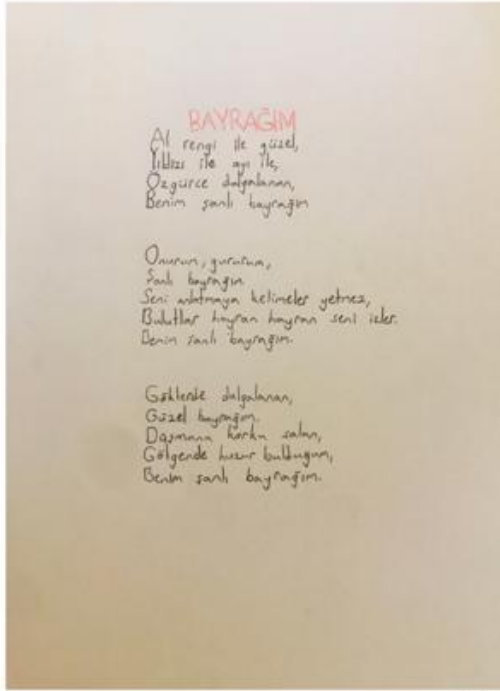 BAYRAĞIM
Al rengi ile güzel,
Yıldızı ile ayı ile,
Özgürce dalgalanan,
Benim şanlı bayrağım
Onurum, gururum,
Şanlı bayrağım
Seni anlatmaya kelimeler yetmez,
Bulutlar hayran hayran seni izler.
Benim şanlı bayrağım.
Göklerde dalgalanan,
Güzel bayrağım.
Düşmana korku salan,
Gölgende huzur bulduğum,
Benim şanlı bayrağım.